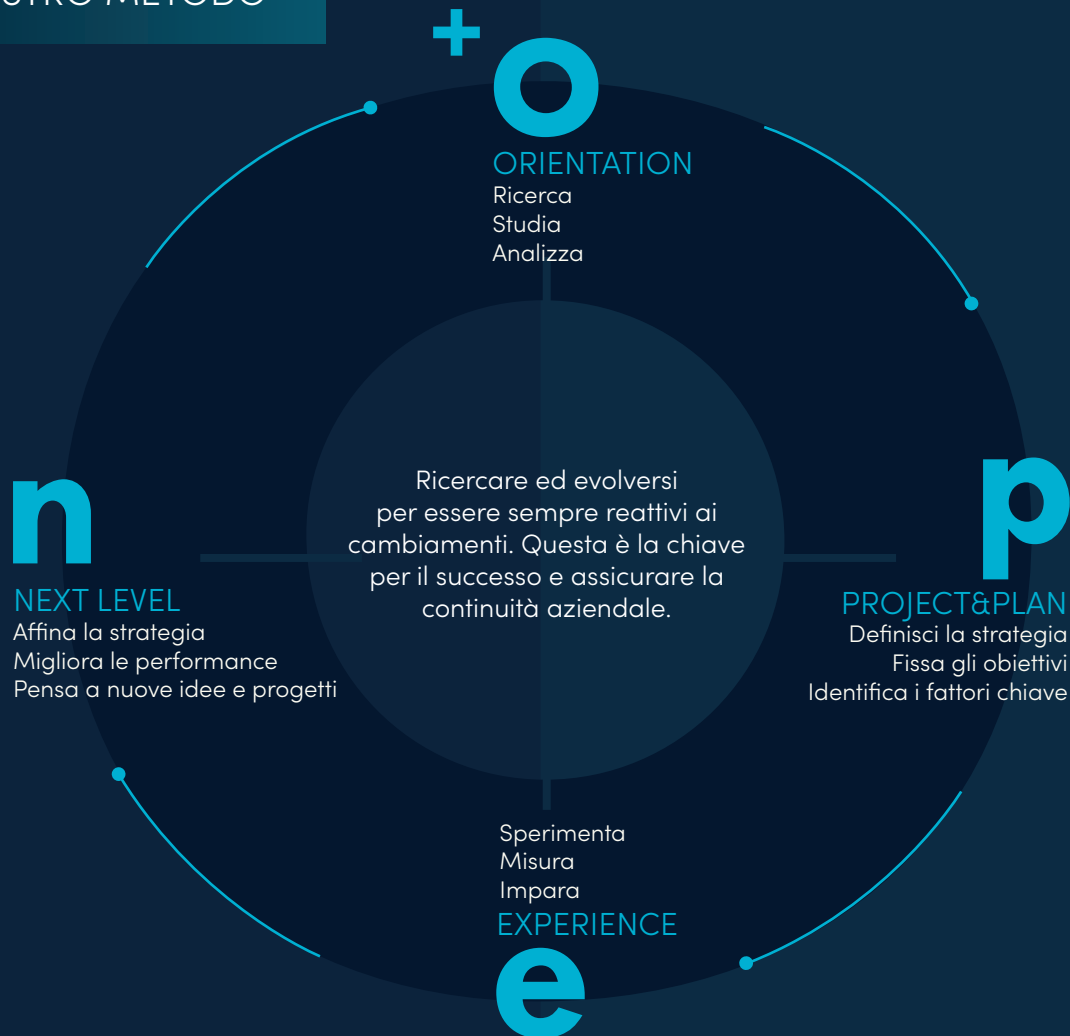 METODO
+o
ORIENTATION
Ricerca
Studia
Analizza
p
PROJECT&PLAN
Definisci la strategia
Fissa gli obiettivi
Identifica i fattori chiave
Sperimenta
Misura
Impara
EXPERIENCE
e
n
NEXT LEVEL
Affina la strategia
Migliora le performance
Pensa a nuove idee e progetti
Ricercare ed evolversi
per essere sempre reattivi ai
cambiamenti. Questa è la chiave
per il successo e assicurare la
continuità aziendale.